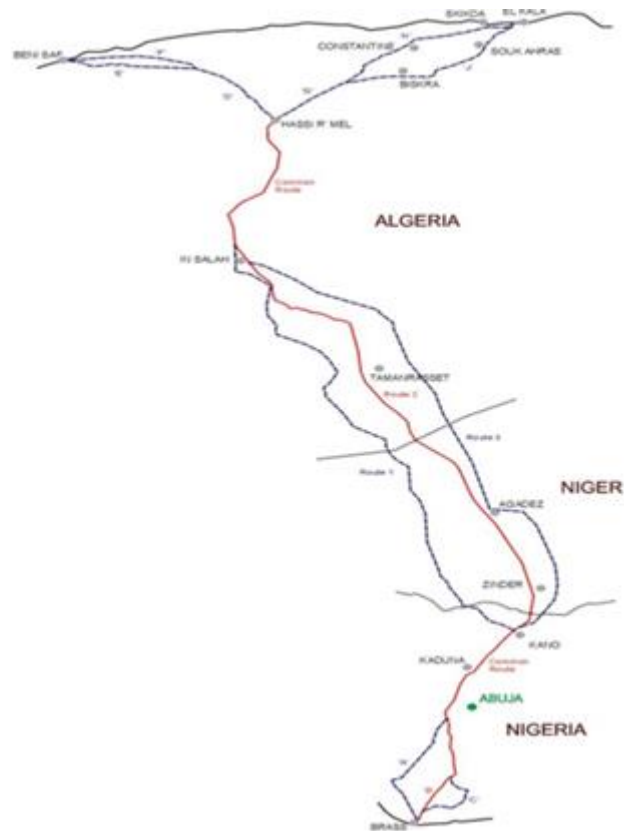 SKIKDA
EL KALA
CONSTANTINE
SOUK AHRAS
BENI SAF
BISKRA
HASSI R' MEL
Common
Route
ALGERIA
IN SALAH
TAMANRASSET
Route 2
Route 3
Route 1
AGADEZ
NIGER
ZINDER
KANO
KADUNA
Common
Route
ABUJA
NIGERIA
BRASS